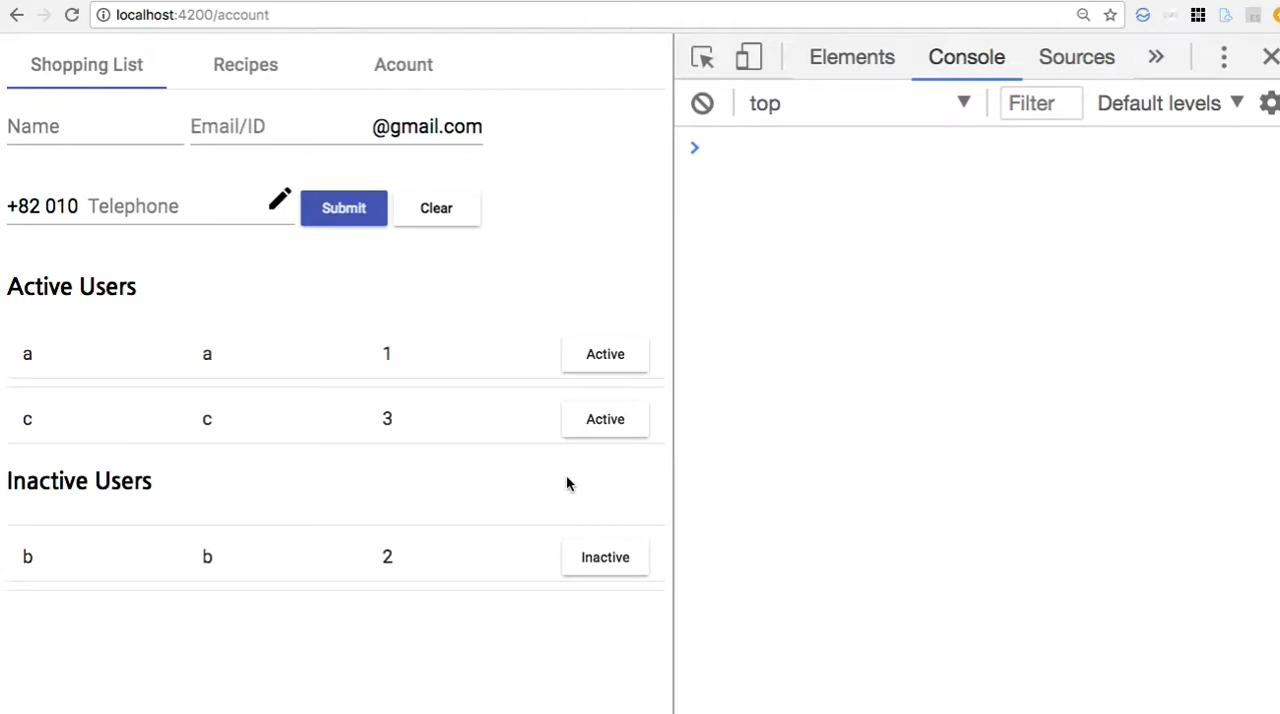 localhost:4200/account
Shopping List Recipes Acount
Elements Console Sources
top Filter Default levels
Name Email/ID @gmail.com
+82 010 Telephone Submit Clear
Active Users
a a 1 Active
c c 3 Active
Inactive Users
b b 2 Inactive